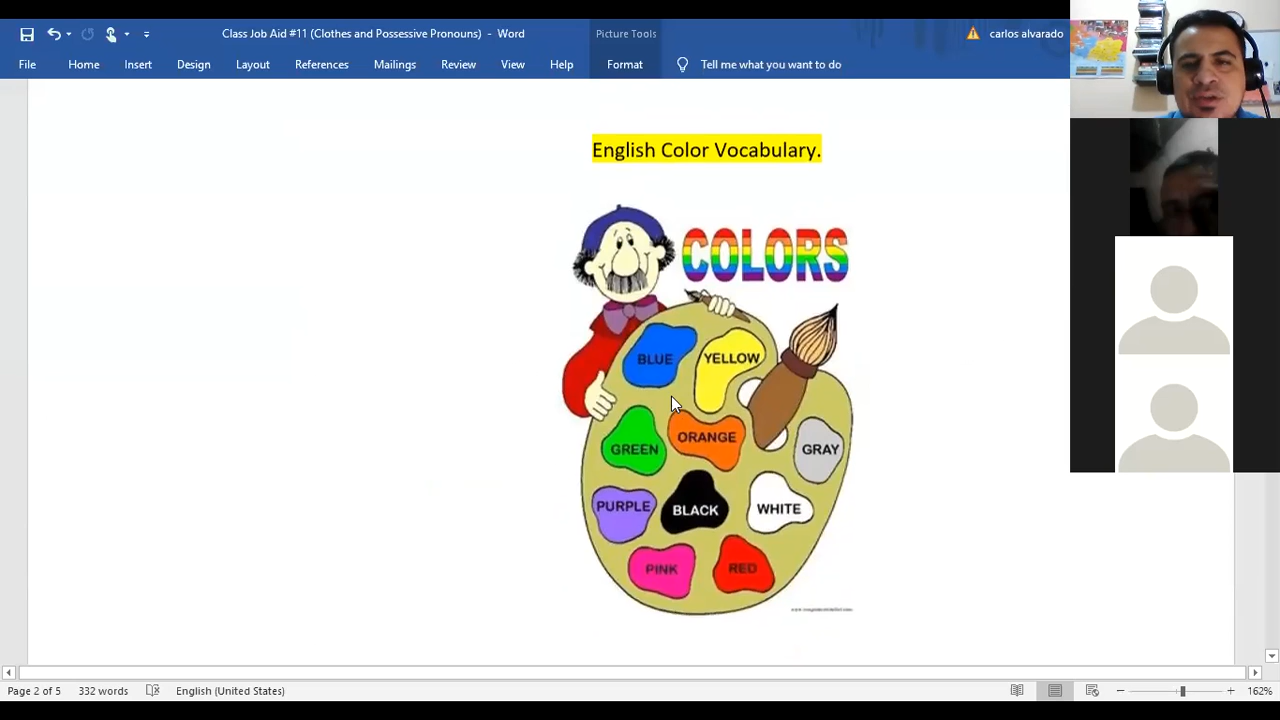 Class Job Aid #11 (Clothes and Possessive Pronouns) - Word
Picture Tools
carlos alvarado
File Home Insert Design Layout References Mailings Review View Help Format Tell me what you want to do
English Color Vocabulary.
COLORS
BLUE YELLOW
GREEN ORANGE GRAY
PURPLE BLACK WHITE
PINK RED
Page 2 of 5 332 words English (United States) 162%